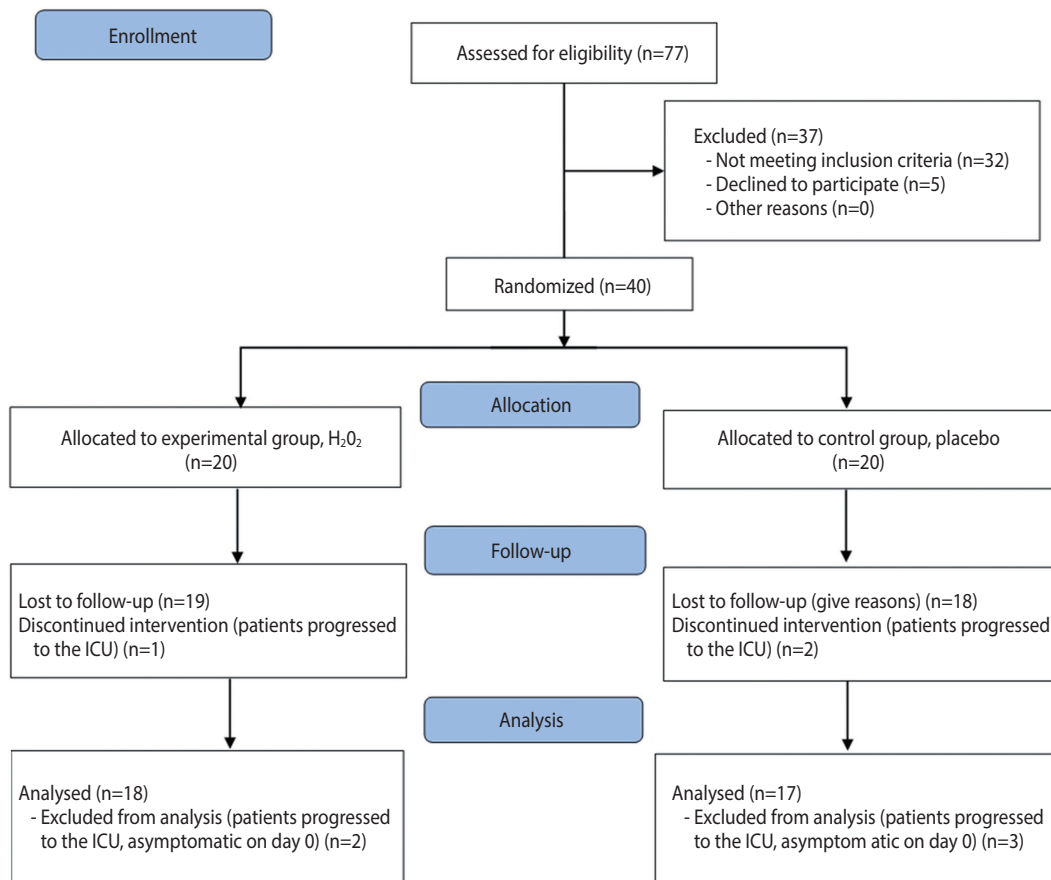 Enrollment
Assessed for eligibility (n=77)
Excluded (n=37)
- Not meeting inclusion criteria (n=32)
- Declined to participate (n=5)
- Other reasons (n=0)
Randomized (n=40)
Allocation
Allocated to experimental group, H₂0₂
(n=20)
Allocated to control group, placebo
(n=20)
Follow-up
Lost to follow-up (n=19)
Discontinued intervention (patients progressed
to the ICU) (n=1)
Lost to follow-up (give reasons) (n=18)
Discontinued intervention (patients progressed
to the ICU) (n=2)
Analysis
Analysed (n=18)
- Excluded from analysis (patients progressed
to the ICU, asymptomatic on day 0) (n=2)
Analysed (n=17)
- Excluded from analysis (patients progressed
to the ICU, asymptom atic on day 0) (n=3)